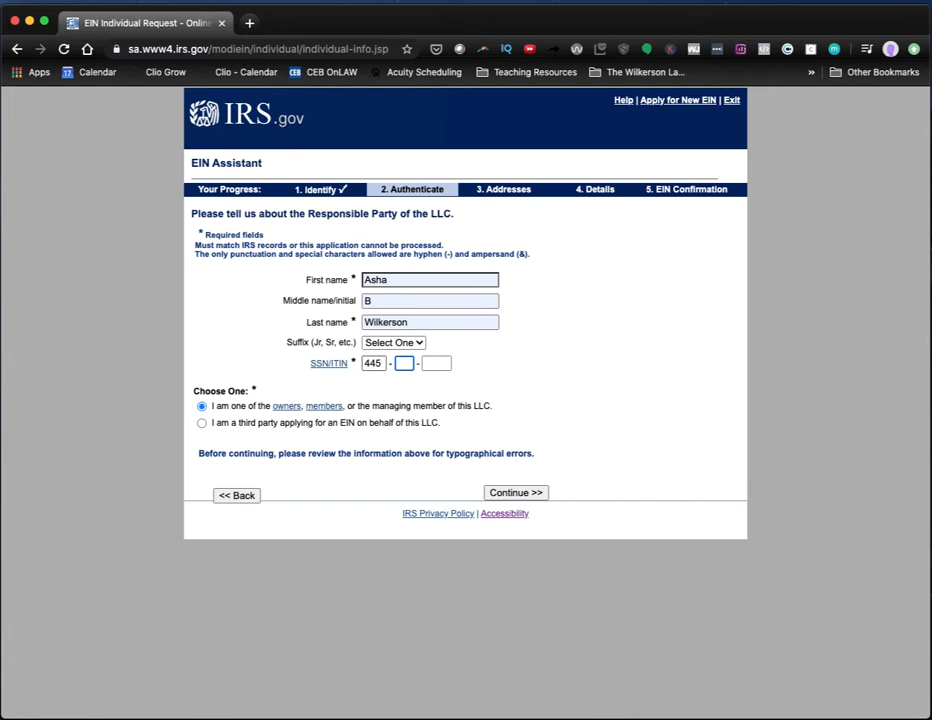 EIN Individual Request - Online
sa.www4.irs.gov/modiein/individual/individual-info.jsp
Apps Calendar Clio Grow Clio - Calendar CEB CEB OnLAW Acuity Scheduling Teaching Resources The Wilkerson La... » Other Bookmarks
IRS.gov
Help | Apply for New EIN | Exit
EIN Assistant
Your Progress: 1. Identify ✓ 2. Authenticate 3. Addresses 4. Details 5. EIN Confirmation
Please tell us about the Responsible Party of the LLC.
* Required fields
Must match IRS records or this application cannot be processed.
The only punctuation and special characters allowed are hyphen (-) and ampersand (&).
First name * Asha
Middle name/initial B
Last name * Wilkerson
Suffix (Jr, Sr, etc.) Select One
SSN/ITIN * 445 - -
Choose One: *
I am one of the owners, members, or the managing member of this LLC.
I am a third party applying for an EIN on behalf of this LLC.
Before continuing, please review the information above for typographical errors.
<< Back Continue >>
IRS Privacy Policy | Accessibility